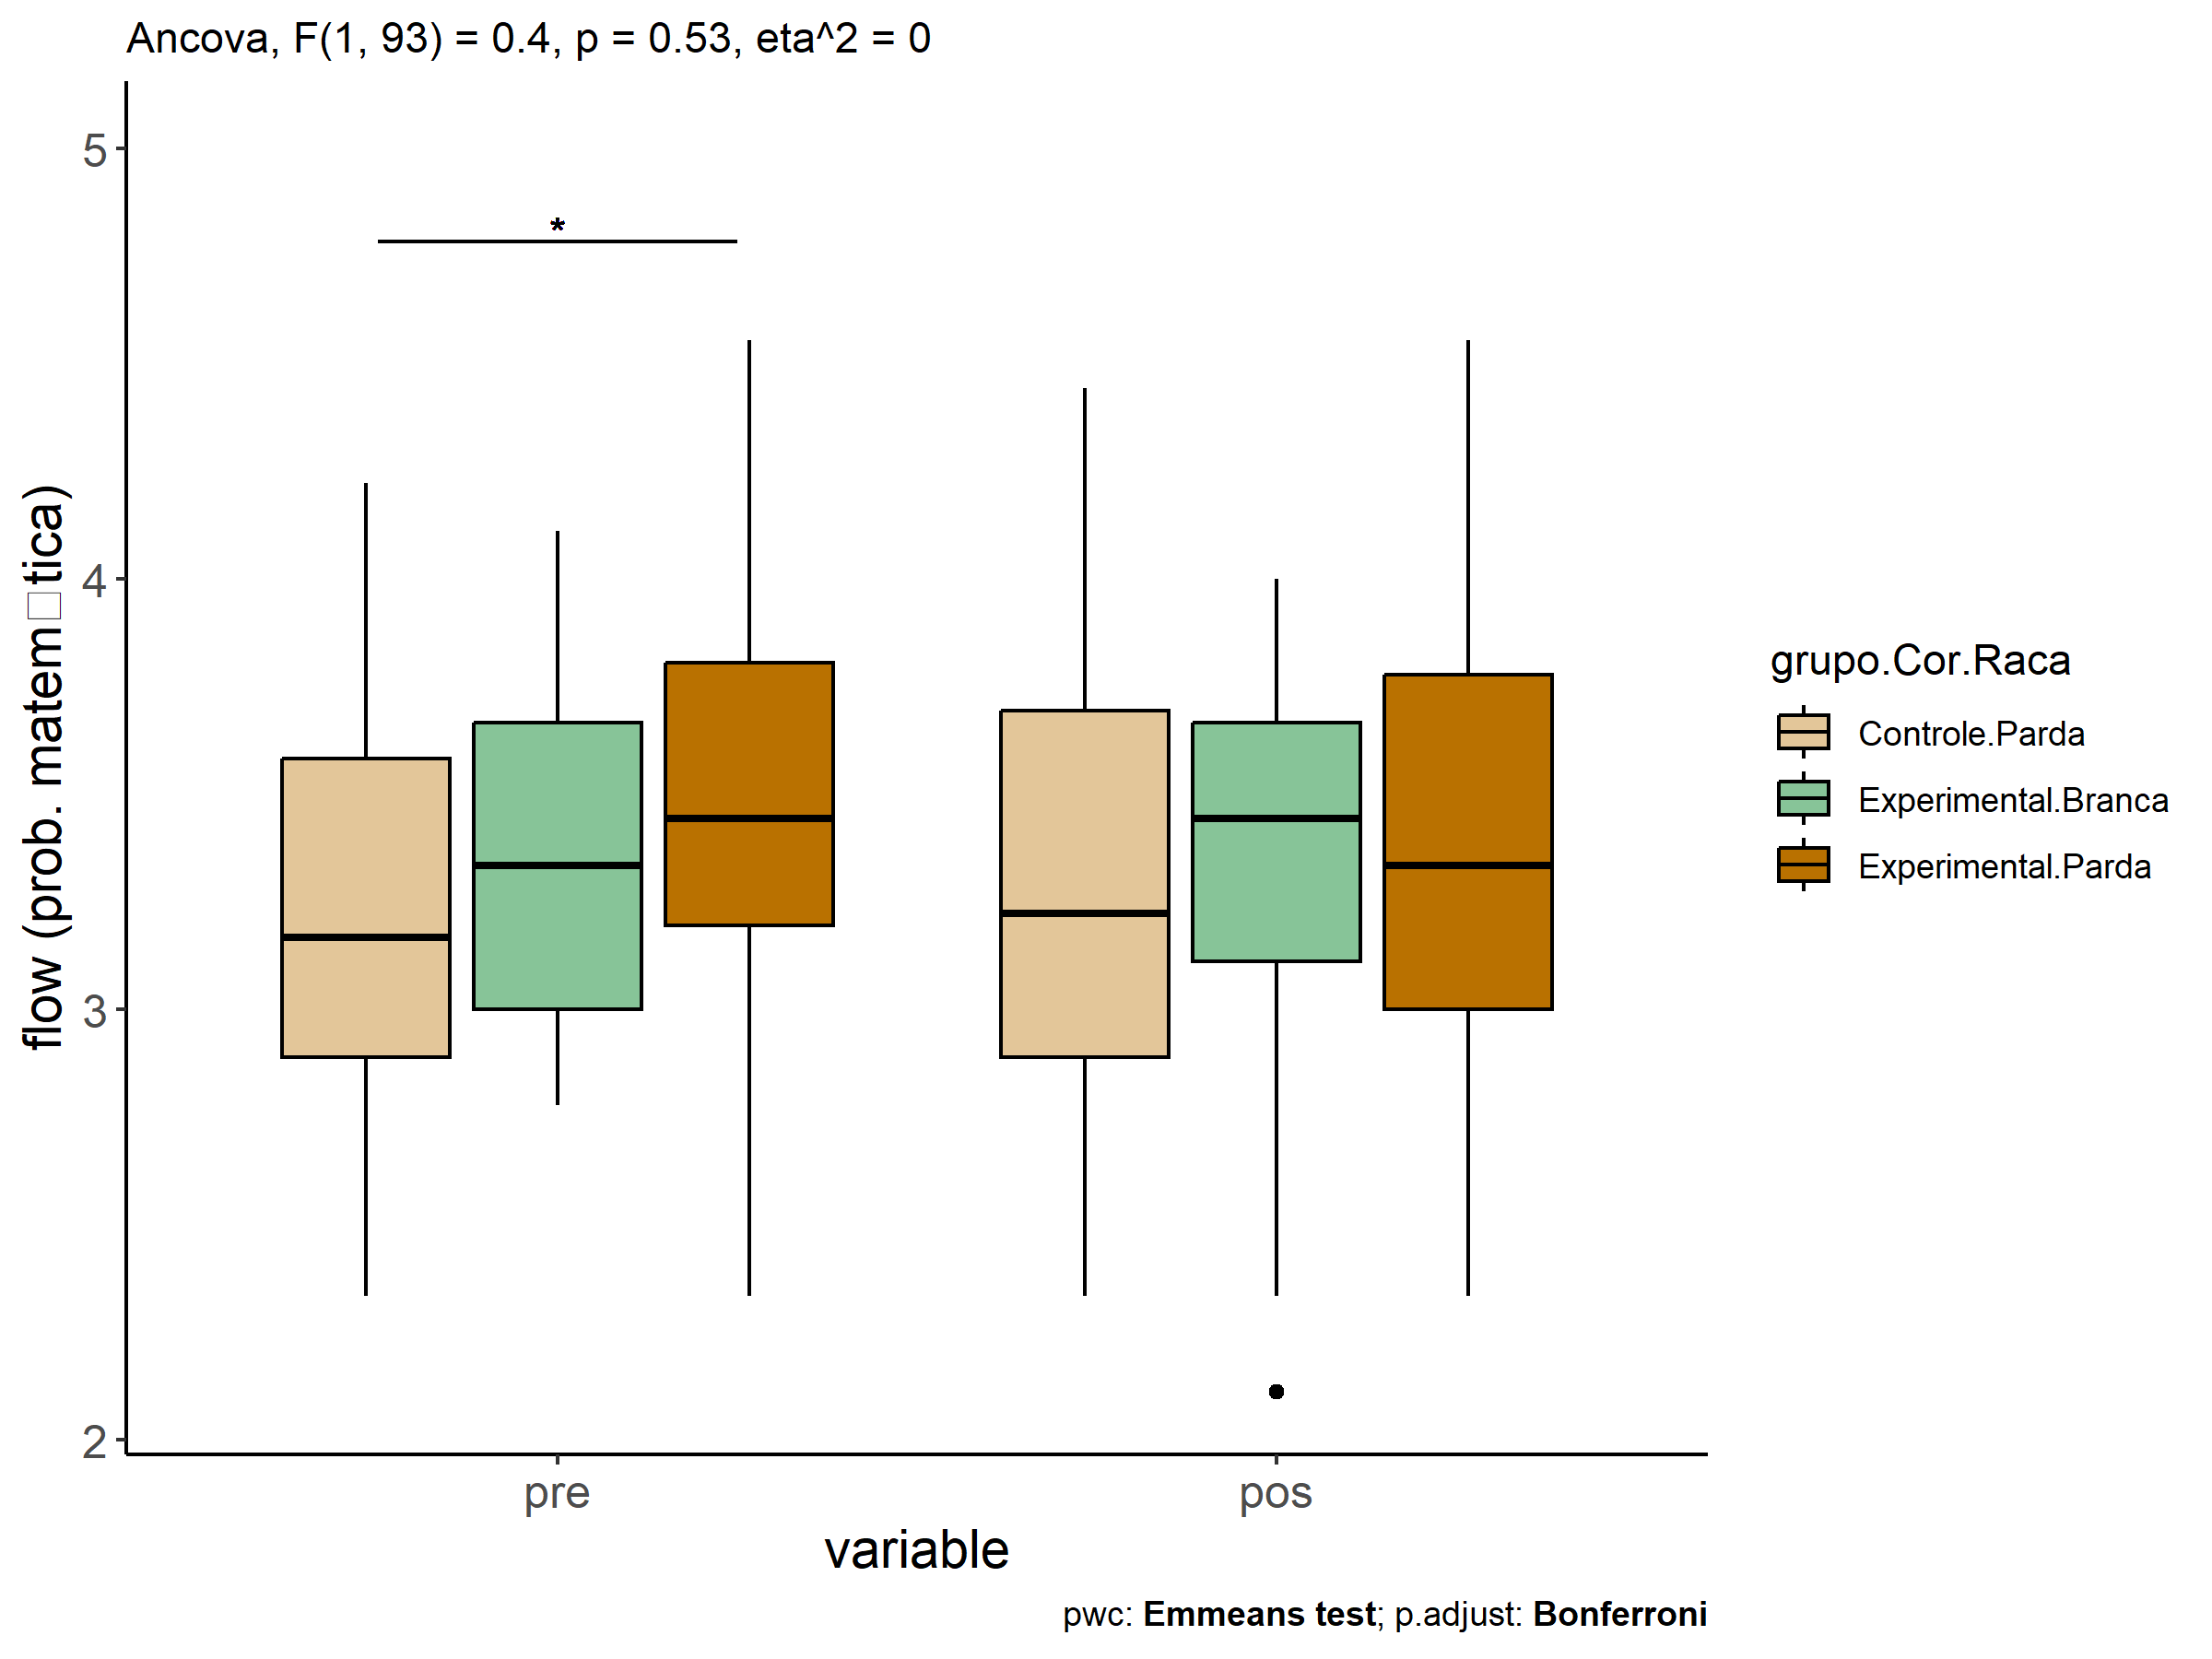 Ancova, F(1, 93) = 0.4, p = 0.53, eta^2 = 0
flow (prob. matem□tica)
5
4
3
2
*
pre
pos
variable
grupo.Cor.Raca
Controle.Parda
Experimental.Branca
Experimental.Parda
pwc: Emmeans test; p.adjust: Bonferroni